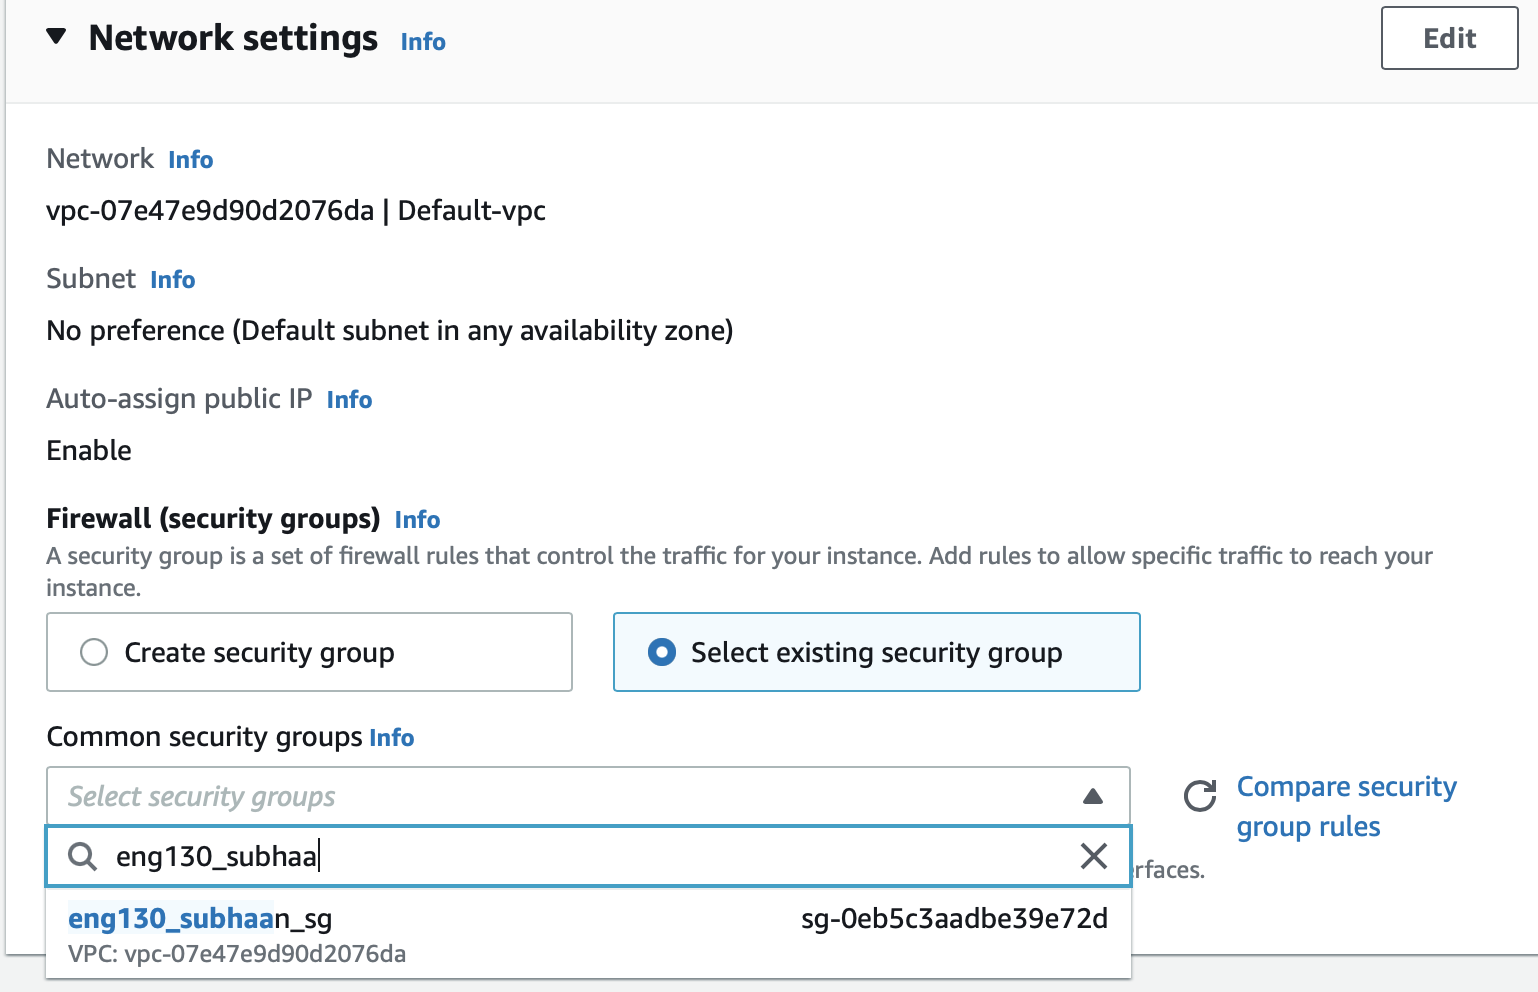 Network settings Info
Edit
Network Info
vpc-07e47e9d90d2076da | Default-vpc
Subnet Info
No preference (Default subnet in any availability zone)
Auto-assign public IP Info
Enable
Firewall (security groups) Info
A security group is a set of firewall rules that control the traffic for your instance. Add rules to allow specific traffic to reach your
instance.
Create security group
Select existing security group
Common security groups Info
Select security groups
Compare security
group rules
eng130_subhaa
rfaces.
eng130_subhaan_sg
sg-0eb5c3aadbe39e72d
VPC: vpc-07e47e9d90d2076da